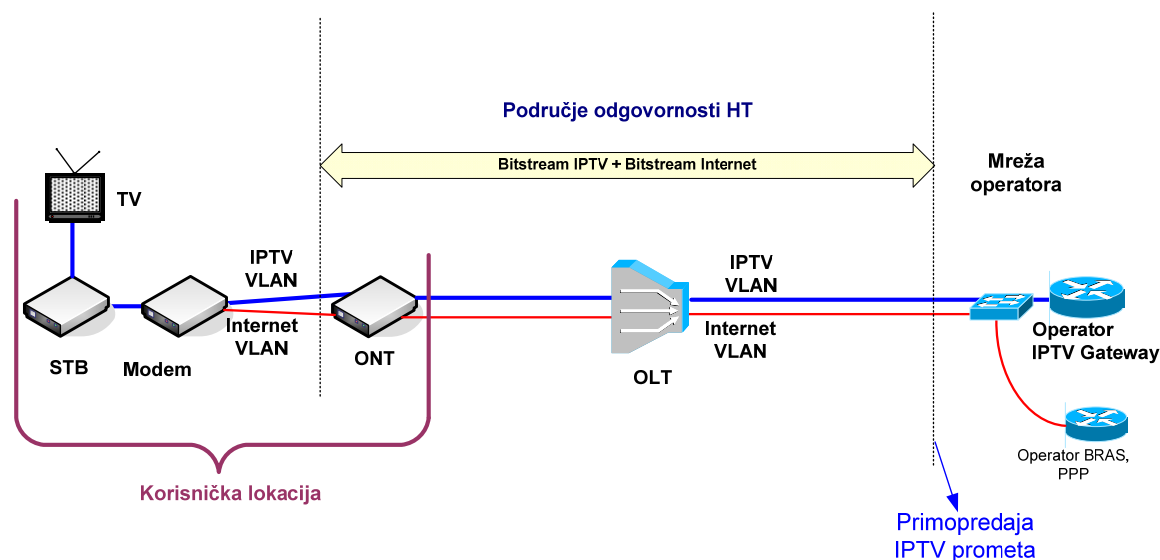 Područje odgovornosti HT
Bitstream IPTV + Bitstream Internet
Mreža
operatora
TV
IPTV
VLAN
IPTV
VLAN
Internet
VLAN
Internet
VLAN
Operator
IPTV Gateway
STB
Modem
ONT
OLT
Operator BRAS,
PPP
Korisnička lokacija
Primopredaja
IPTV prometa